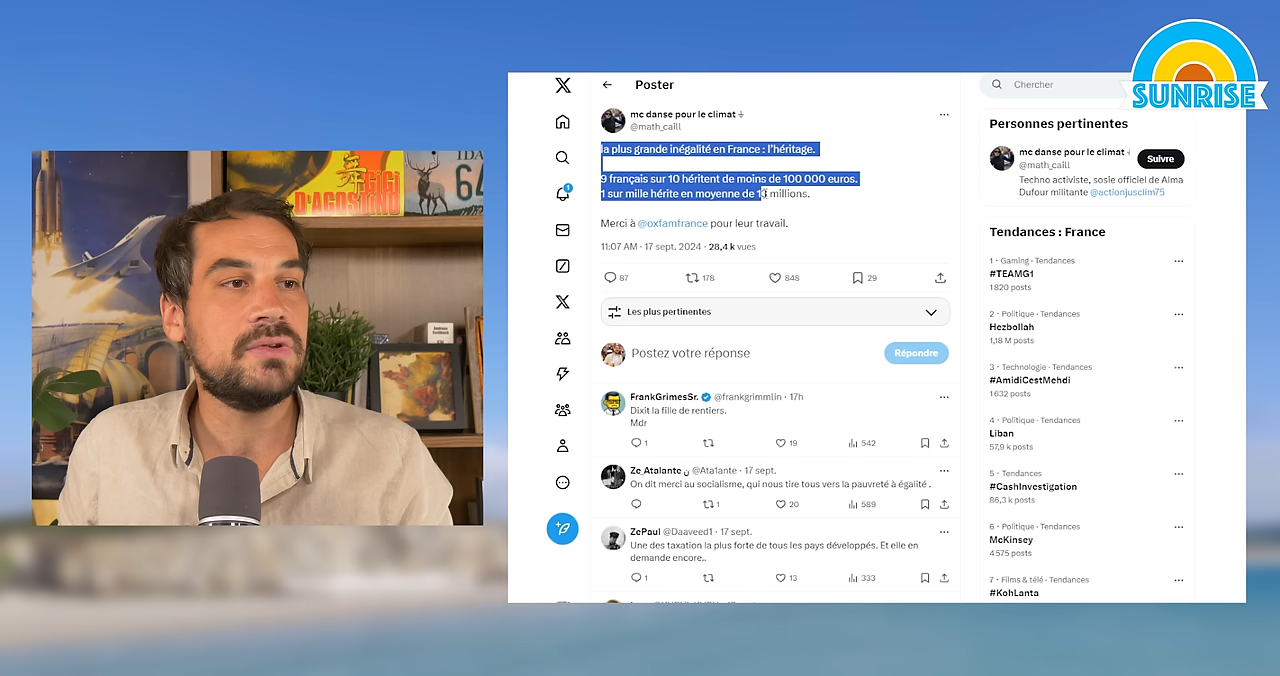 SUNRISE
GIGI
D'AGOSTINO
IDA
64
Poster
Chercher
mc danse pour le climat
@math_caill
la plus grande inégalité en France : l'héritage.
9 français sur 10 héritent de moins de 100 000 euros.
1 sur mille hérite en moyenne de 13 millions.
Merci à @oxfamfrance pour leur travail.
11:07 AM · 17 sept. 2024 · 28,4 k vues
87 178 848 29
Les plus pertinentes
Postez votre réponse
Répondre
FrankGrimesSr. @frankgrimmlin · 17h
Dixit la fille de rentiers.
Mdr
1 19 542
Ze_Atalante ن @Ata1ante · 17 sept.
On dit merci au socialisme, qui nous tire tous vers la pauvreté à égalité .
1 20 589
ZePaul @Daaveed1 · 17 sept.
Une des taxation la plus forte de tous les pays développés. Et elle en
demande encore..
1 13 333
Personnes pertinentes
mc danse pour le climat
@math_caill
Suivre
Techno activiste, sosie officiel de Alma
Dufour militante @actionjusclim75
Tendances : France
1 · Gaming · Tendances
#TEAMG1
1 820 posts
2 · Politique · Tendances
Hezbollah
1,18 M posts
3 · Technologie · Tendances
#AmidiCestMehdi
1 632 posts
4 · Politique · Tendances
Liban
57,9 k posts
5 · Tendances
#CashInvestigation
86,3 k posts
6 · Politique · Tendances
McKinsey
4 575 posts
7 · Films & télé · Tendances
#KohLanta